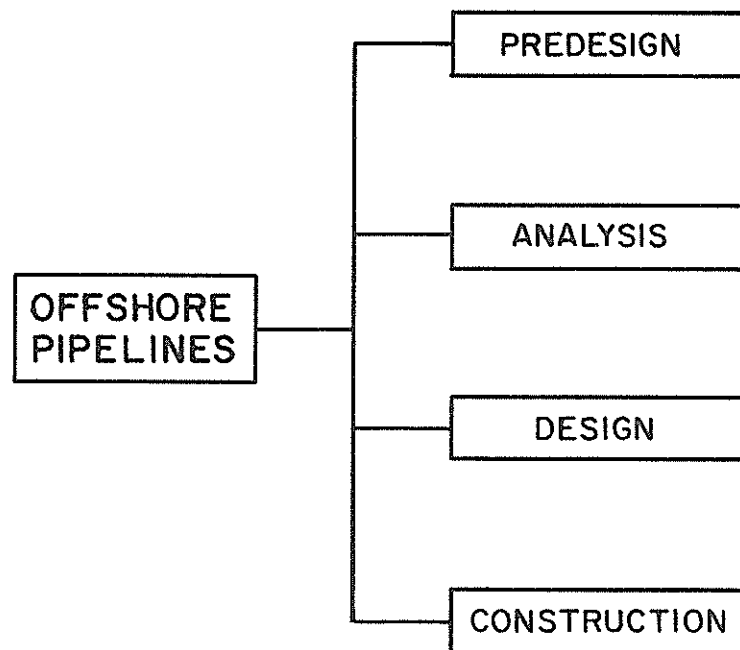 PREDESIGN
ANALYSIS
OFFSHORE
PIPELINES
DESIGN
CONSTRUCTION